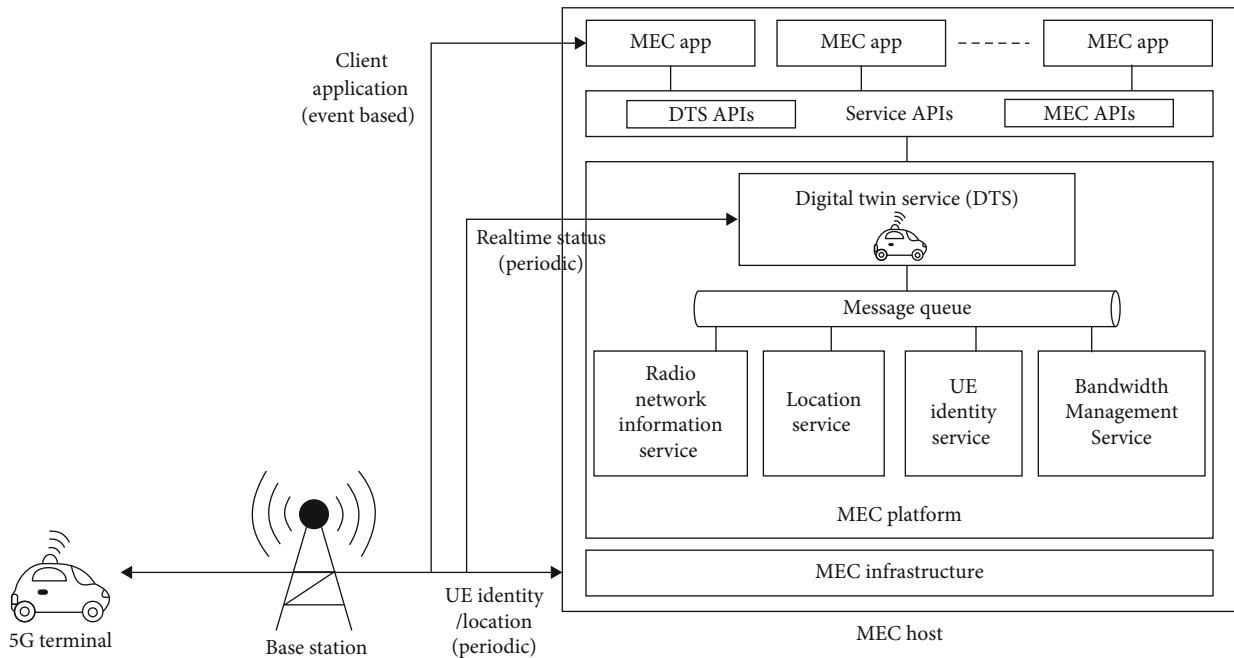 MEC app
MEC app
MEC app
Client
application
(event based)
DTS APIs
Service APIs
MEC APIs
Digital twin service (DTS)
Realtime status
(periodic)
Message queue
Radio
network
information
service
Location
service
UE
identity
service
Bandwidth
Management
Service
MEC platform
MEC infrastructure
UE identity
/location
(periodic)
5G terminal
Base station
MEC host